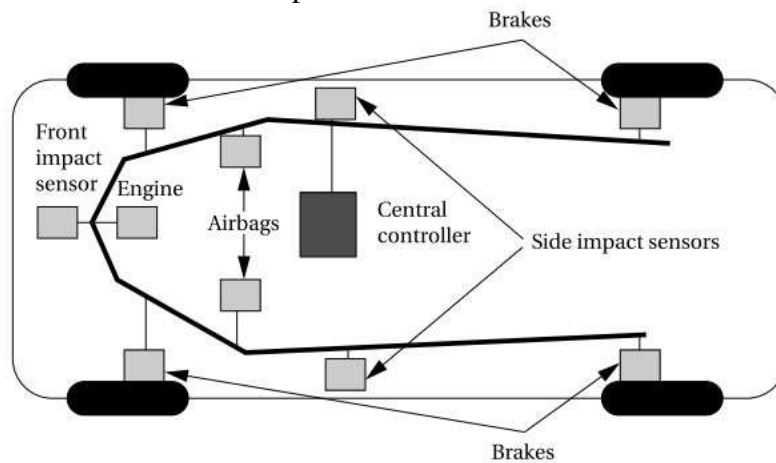 Brakes
Front
impact
sensor
Engine
Airbags
Central
controller
Side impact sensors
Brakes